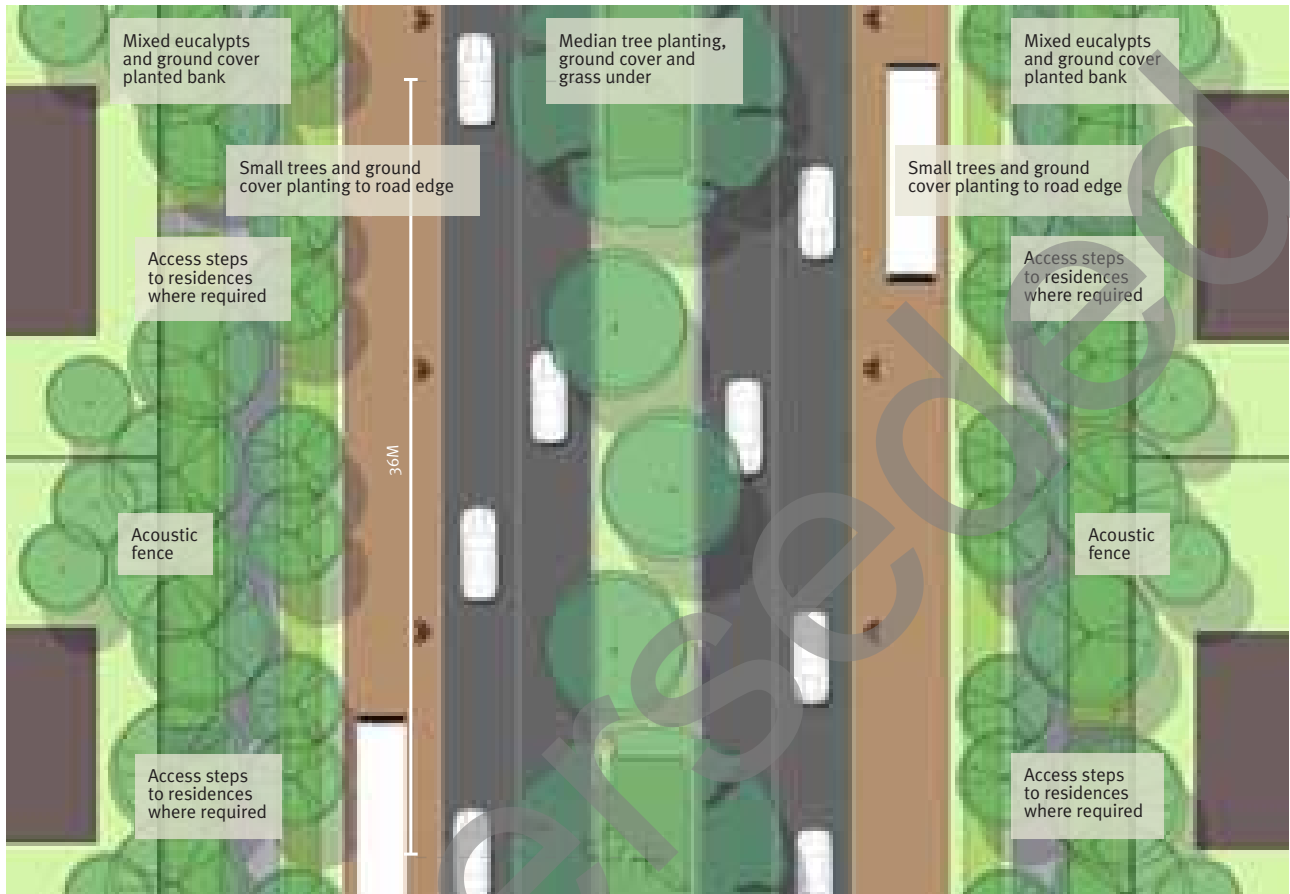 Mixed eucalypts
and ground cover
planted bank
Median tree planting,
ground cover and
grass under
Mixed eucalypts
and ground cover
planted bank
Small trees and ground
cover planting to road edge
Small trees and ground
cover planting to road edge
Access steps
to residences
where required
Access steps
to residences
where required
36M
Acoustic
fence
Acoustic
fence
Access steps
to residences
where required
Access steps
to residences
where required
erseded